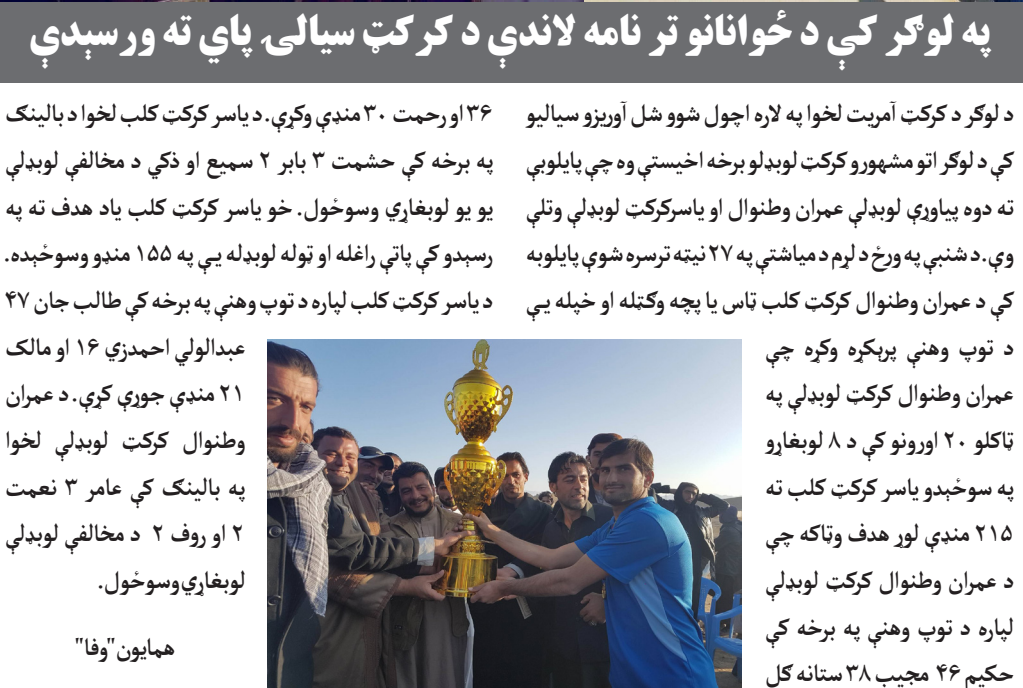 په لوګر کې د ځوانانو تر نامه لاندې د کرکټ سیالۍ پای ته ورسېدې
د لوګر د کرکټ آمریت لخوا په لاره اچول شوو شل آوریزو سیالیو
کې د لوګر اتو مشهورو کرکټ لوبډلو برخه اخیستې وه چې پایلوبې
ته دوه پیاوړې لوبډلې عمران وطنوال او یاسرکرکټ لوبډلې وتلې
وې. د شنبې په ورځ د لړم د میاشتې په ۲۷ نیټه ترسره شوې پایلوبه
کې د عمران وطنوال کرکټ کلب ټاس یا پچه وګټله او خپله یې
د توپ وهنې پرېکړه وکړه چې
عمران وطنوال کرکټ لوبډلې په
ټاکلو ۲۰ اورونو کې د ۸ لوبغاړو
په سوځېدو یاسر کرکټ کلب ته
۲۱۵ منډې لوړ هدف وټاکه چې
د عمران وطنوال کرکټ لوبډلې
لپاره د توپ وهنې په برخه کې
حکیم ۴۶ مجیب ۳۸ ستانه ګل
۳۶ او رحمت ۳۰ منډې وکړې. د یاسر کرکټ کلب لخوا د بالینګ
په برخه کې حشمت ۳ بابر ۲ سمیع او ذکي د مخالفې لوبډلې
یو یو لوبغاړي وسوځول. خو یاسر کرکټ کلب یاد هدف ته په
رسېدو کې پاتې راغله او ټوله لوبډله یې په ۱۵۵ منډو وسوځېده.
د یاسر کرکټ کلب لپاره د توپ وهنې په برخه کې طالب جان ۴۷
عبدالولي احمدزي ۱۶ او مالک
۲۱ منډې جوړې کړې. د عمران
وطنوال کرکټ لوبډلې لخوا
په بالینګ کې عامر ۳ نعمت
۲ او روف ۲ د مخالفې لوبډلې
لوبغاړي وسوځول.
همایون"وفا"